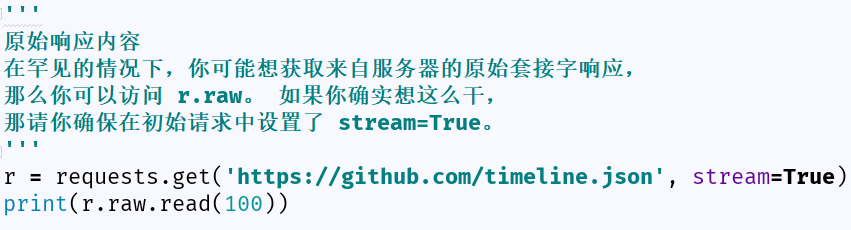 '''
原始响应内容
在罕见的情况下，你可能想获取来自服务器的原始套接字响应，
那么你可以访问 r.raw。 如果你确实想这么干，
那请你确保在初始请求中设置了 stream=True。
'''
r = requests.get('https://github.com/timeline.json', stream=True)
print(r.raw.read(100))